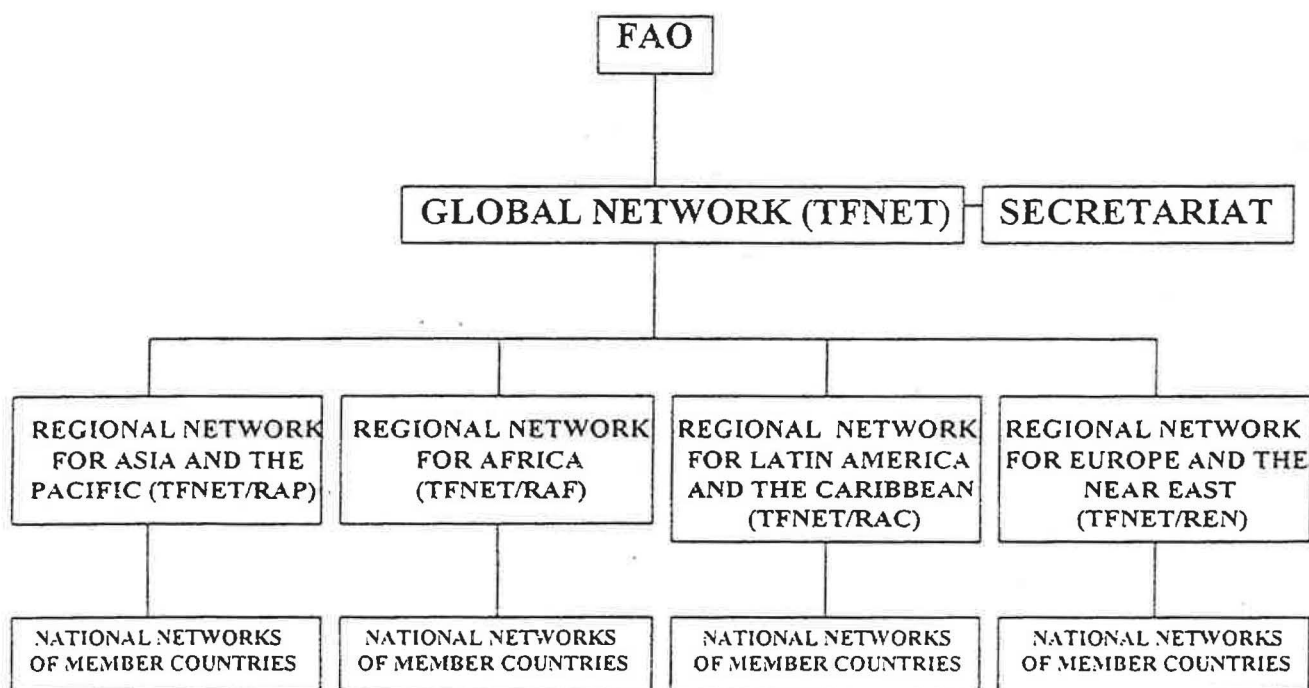 FAO
GLOBAL NETWORK (TFNET)
SECRETARIAT
REGIONAL NETWORK
FOR ASIA AND THE
PACIFIC (TFNET/RAP)
REGIONAL NETWORK
FOR AFRICA
(TFNET/RAF)
REGIONAL NETWORK
FOR LATIN AMERICA
AND THE CARIBBEAN
(TFNET/RAC)
REGIONAL NETWORK
FOR EUROPE AND THE
NEAR EAST
(TFNET/REN)
NATIONAL NETWORKS
OF MEMBER COUNTRIES
NATIONAL NETWORKS
OF MEMBER COUNTRIES
NATIONAL NETWORKS
OF MEMBER COUNTRIES
NATIONAL NETWORKS
OF MEMBER COUNTRIES